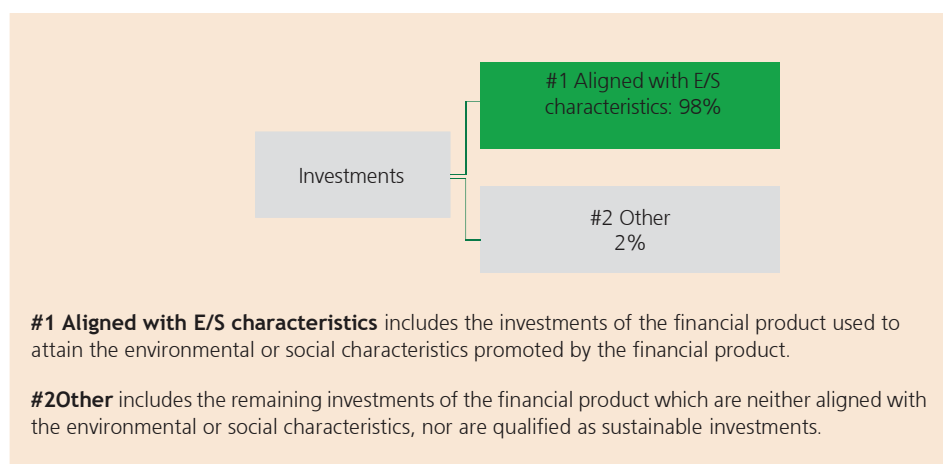 #1 Aligned with E/S
characteristics: 98%
Investments
#2 Other
2%
#1 Aligned with E/S characteristics includes the investments of the financial product used to
attain the environmental or social characteristics promoted by the financial product.
#2Other includes the remaining investments of the financial product which are neither aligned with
the environmental or social characteristics, nor are qualified as sustainable investments.